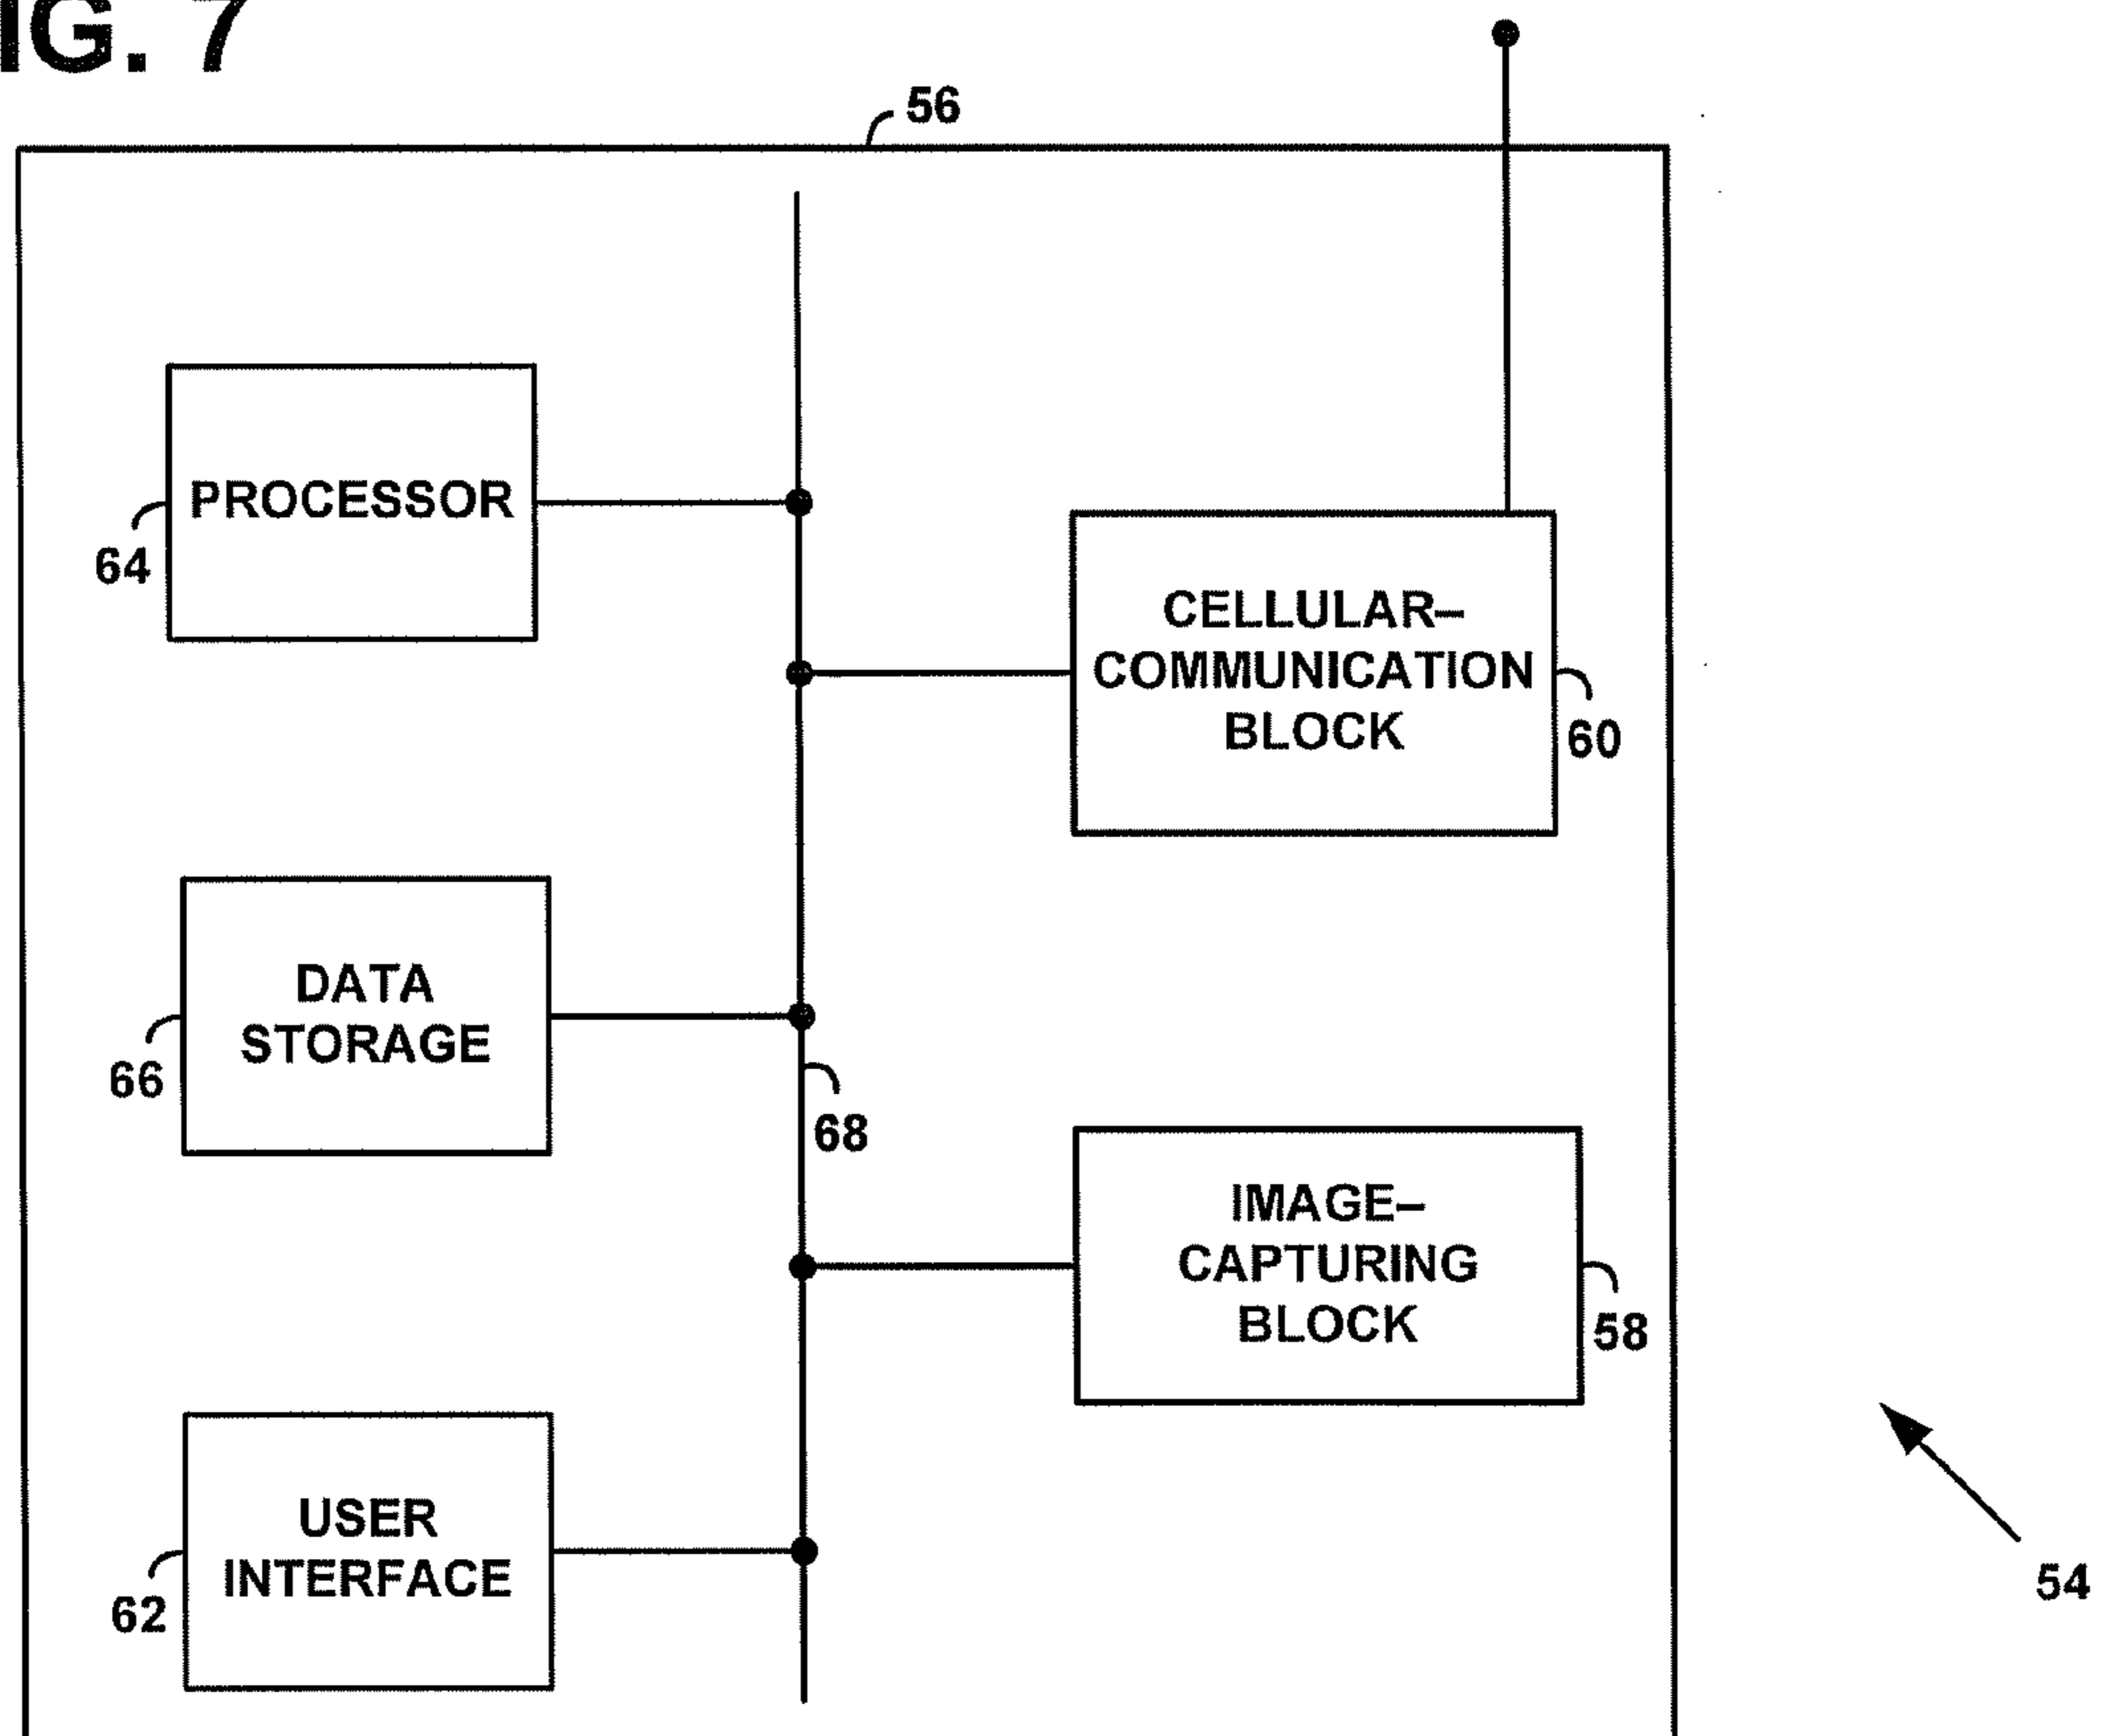 IG. 7
56
PROCESSOR
64
CELLULAR–
COMMUNICATION
BLOCK
60
DATA
STORAGE
66
68
IMAGE–
CAPTURING
BLOCK
58
USER
INTERFACE
62
54